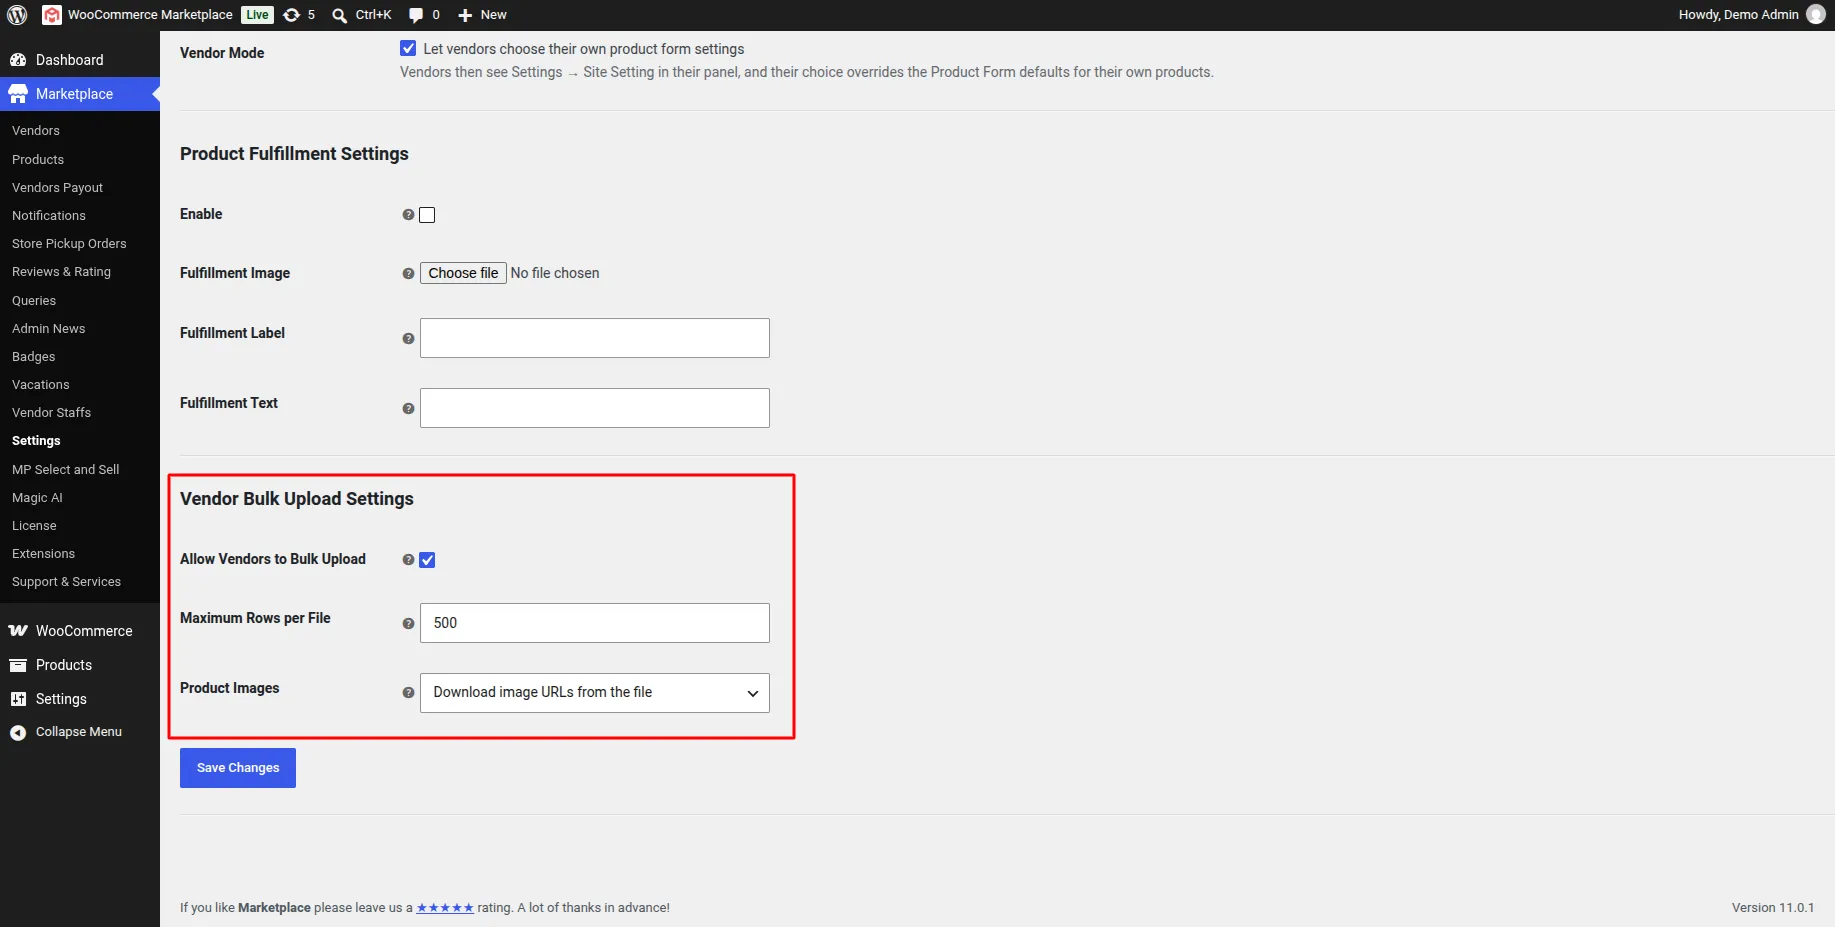 WooCommerce Marketplace Live 5 Ctrl+K 0 New Howdy, Demo Admin
Dashboard
Marketplace
Vendors
Products
Vendors Payout
Notifications
Store Pickup Orders
Reviews & Rating
Queries
Admin News
Badges
Vacations
Vendor Staffs
Settings
MP Select and Sell
Magic AI
License
Extensions
Support & Services
WooCommerce
Products
Settings
Collapse Menu
Vendor Mode
Let vendors choose their own product form settings
Vendors then see Settings → Site Setting in their panel, and their choice overrides the Product Form defaults for their own products.
Product Fulfillment Settings
Enable
Fulfillment Image
Choose file No file chosen
Fulfillment Label
Fulfillment Text
Vendor Bulk Upload Settings
Allow Vendors to Bulk Upload
Maximum Rows per File
500
Product Images
Download image URLs from the file
Save Changes
If you like Marketplace please leave us a ★★★★★ rating. A lot of thanks in advance!
Version 11.0.1